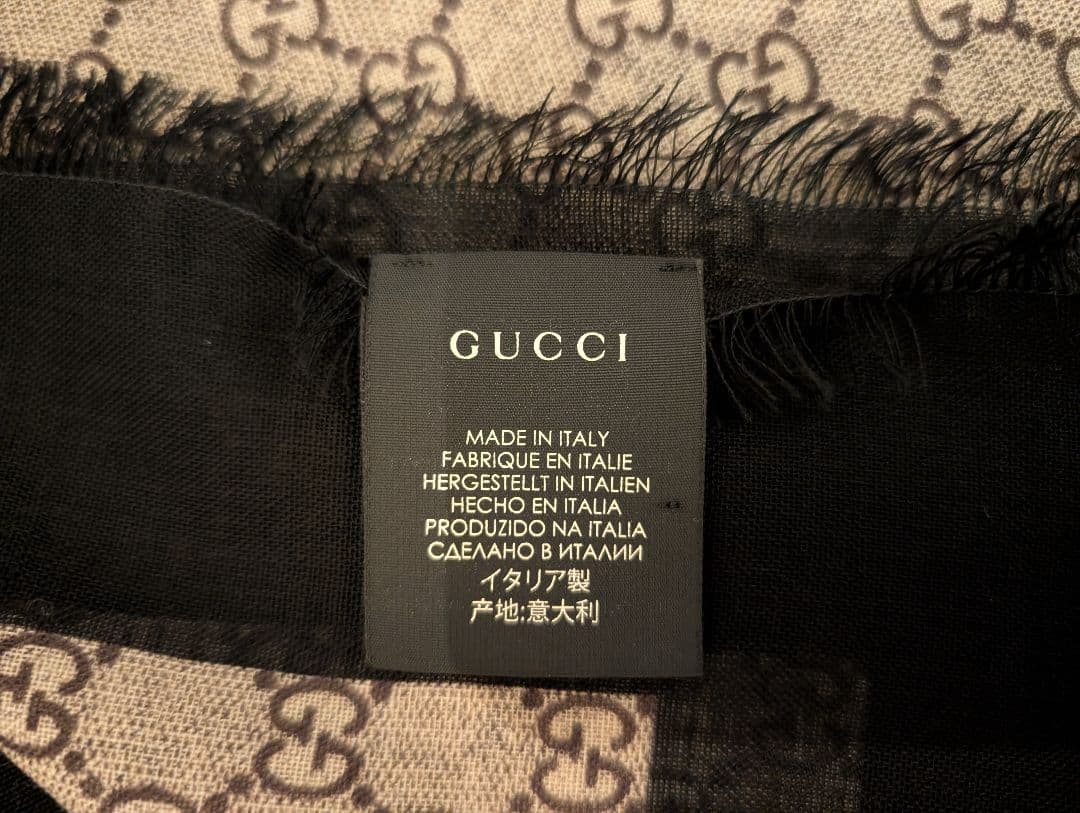 GUCCI
MADE IN ITALY
FABRIQUE EN ITALIE
HERGESTELLT IN ITALIEN
HECHO EN ITALIA
PRODUZIDO NA ITALIA
СДЕЛАНО В ИТАЛИИ
イタリア製
产地:意大利